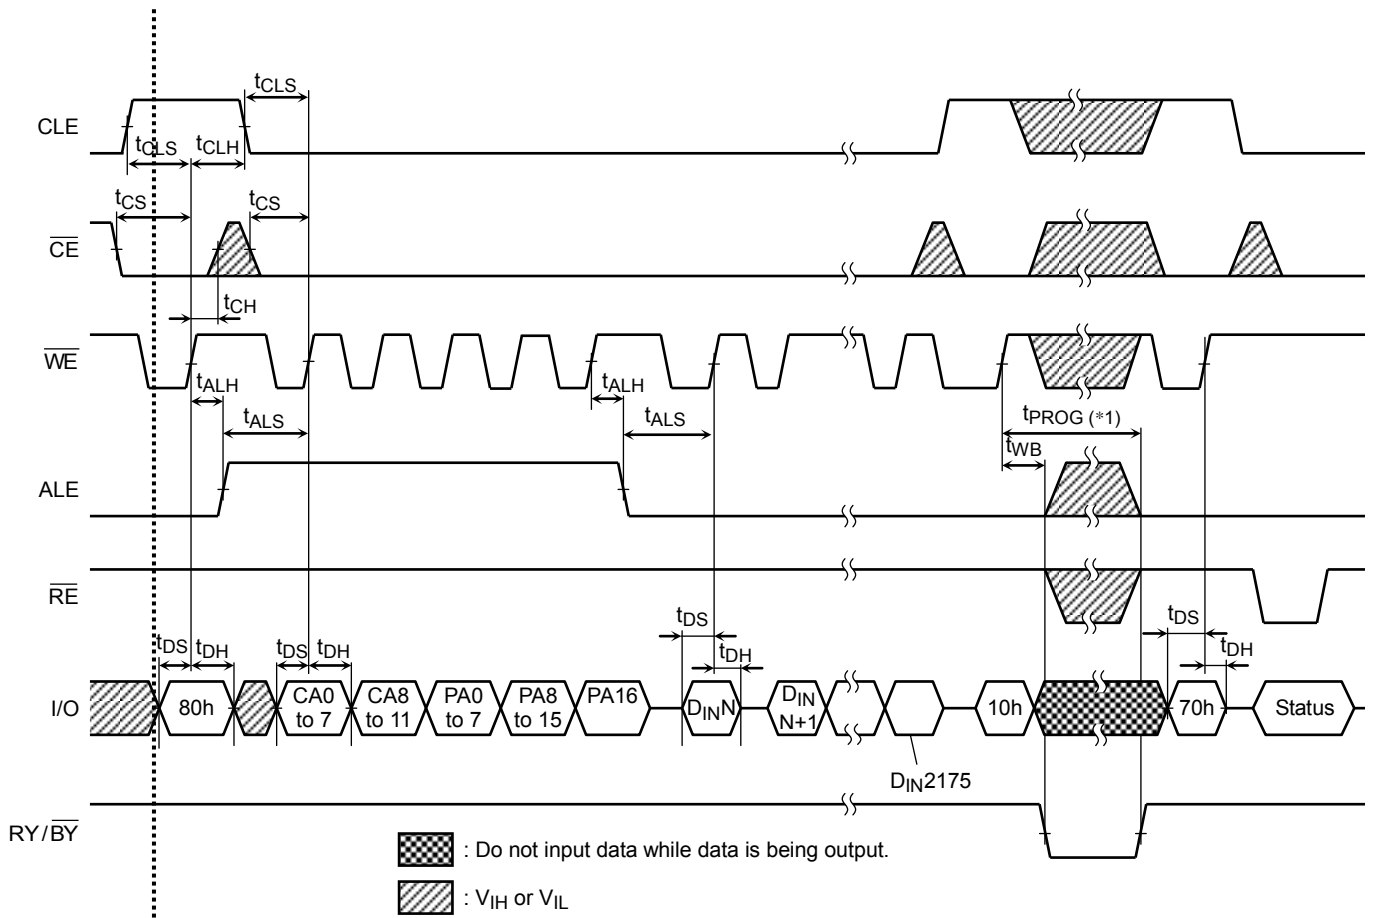 tCLS
CLE
tCLS
tCLH
tCS
tCS
CE
tCH
WE
tALH
tALH
tALS
tALS
tPROG (*1)
tWB
ALE
RE
tDS
tDH
tDS
tDH
tDS
tDH
tDS
tDH
I/O
80h
CA0
to 7
CA8
to 11
PA0
to 7
PA8
to 15
PA16
DINN
DIN
N+1
10h
70h
Status
DIN2175
RY/BY
: Do not input data while data is being output.
: VIH or VIL